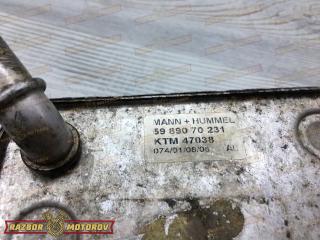 MANN + HUMMEL
59 890 70 231
KTM 47038
074/01/08/06 AL
RAZBOR
MOTOROV